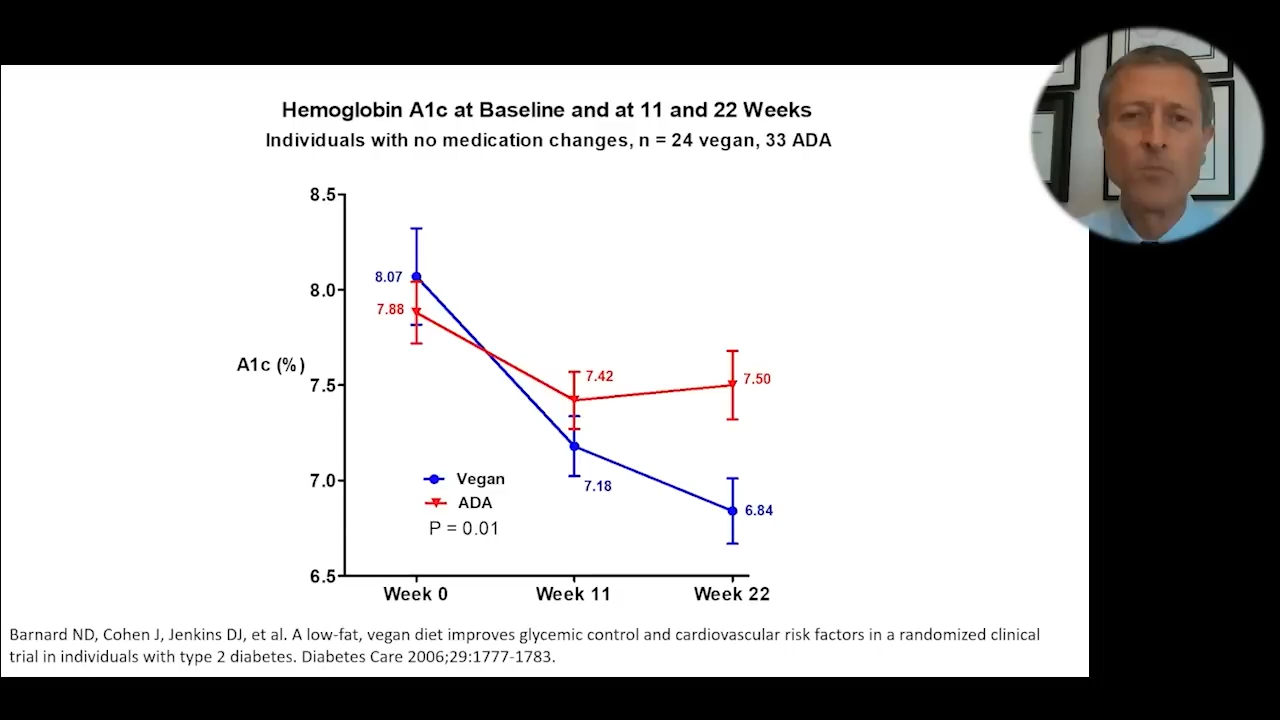 Hemoglobin A1c at Baseline and at 11 and 22 Weeks
Individuals with no medication changes, n = 24 vegan, 33 ADA
8.5
8.0
7.5
7.0
6.5
A1c (%)
8.07
7.88
7.42
7.18
7.50
6.84
Vegan
ADA
P = 0.01
Week 0
Week 11
Week 22
Barnard ND, Cohen J, Jenkins DJ, et al. A low-fat, vegan diet improves glycemic control and cardiovascular risk factors in a randomized clinical
trial in individuals with type 2 diabetes. Diabetes Care 2006;29:1777-1783.